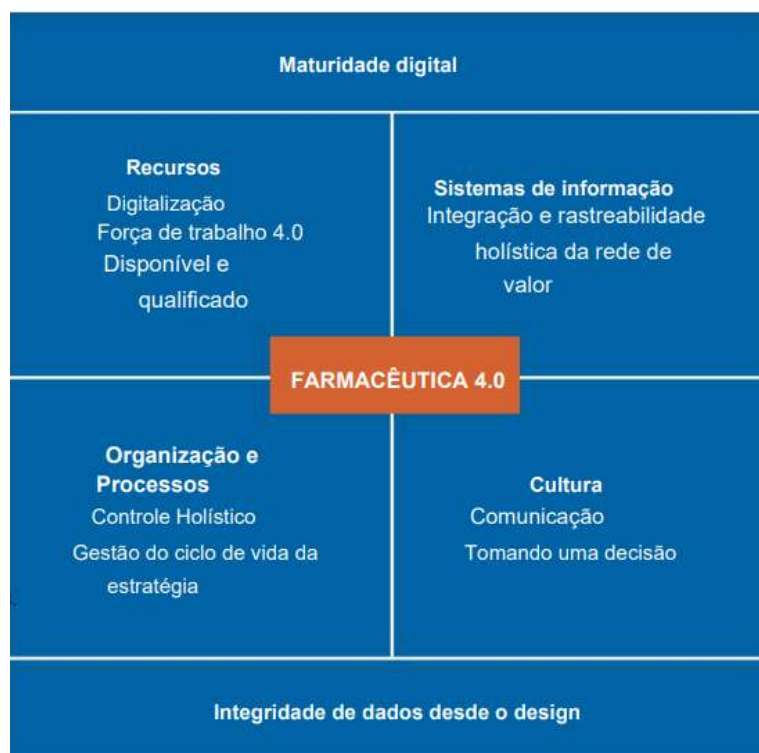 Maturidade digital
Recursos
Digitalização
Força de trabalho 4.0
Disponível e
qualificado
Sistemas de informação
Integração e rastreabilidade
holística da rede de
valor
FARMACÊUTICA 4.0
Organização e
Processos
Controle Holístico
Gestão do ciclo de vida da
estratégia
Cultura
Comunicação
Tomando uma decisão
Integridade de dados desde o design